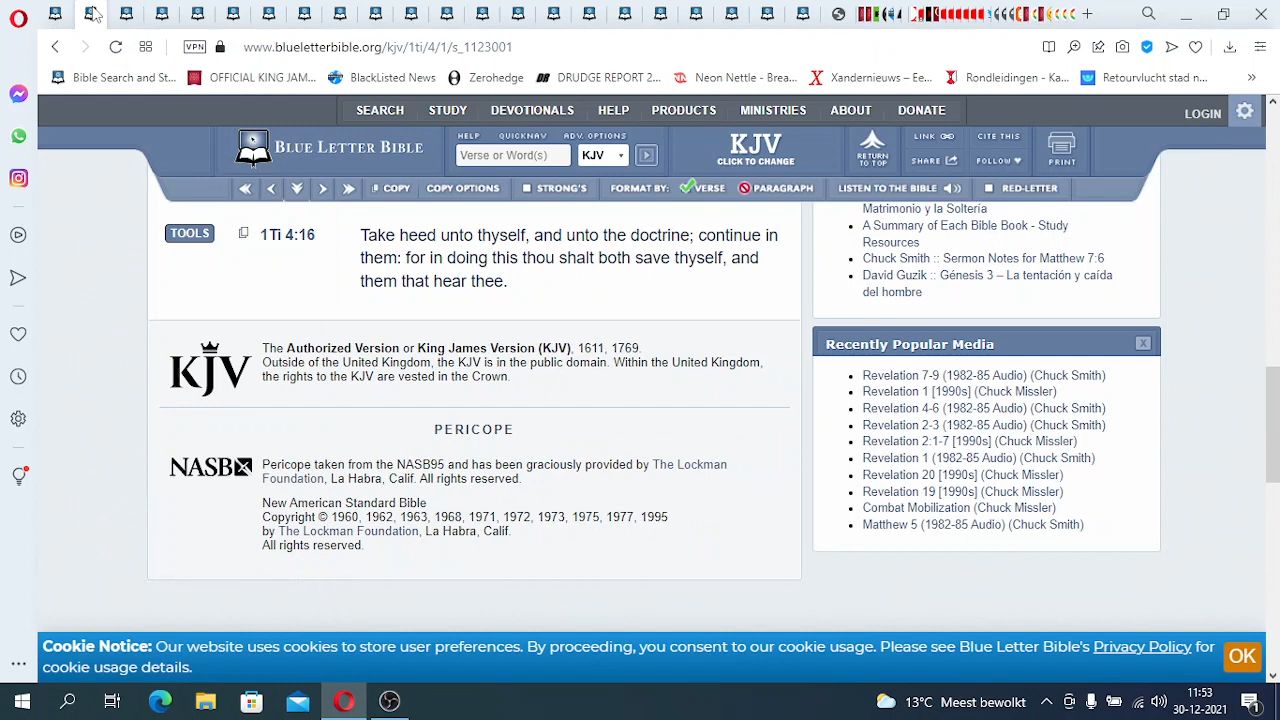 VPN
www.blueletterbible.org/kjv/1ti/4/1/s_1123001
Bible Search and St...
OFFICIAL KING JAM...
BlackListed News
Zerohedge
DRUDGE REPORT 2...
Neon Nettle - Brea...
Xandernieuws – Ee...
Rondleidingen - Ka...
Retourvlucht stad n...
»
SEARCH STUDY DEVOTIONALS HELP PRODUCTS MINISTRIES ABOUT DONATE
LOGIN
BLUE LETTER BIBLE
HELP QUICKNAV ADV. OPTIONS
Verse or Word(s)
KJV
KJV
CLICK TO CHANGE
RETURN
TO TOP
LINK
SHARE
CITE THIS
FOLLOW
PRINT
COPY COPY OPTIONS STRONG'S FORMAT BY: VERSE PARAGRAPH LISTEN TO THE BIBLE RED-LETTER
TOOLS
1Ti 4:16
Take heed unto thyself, and unto the doctrine; continue in
them: for in doing this thou shalt both save thyself, and
them that hear thee.
KJV
The Authorized Version or King James Version (KJV), 1611, 1769.
Outside of the United Kingdom, the KJV is in the public domain. Within the United Kingdom,
the rights to the KJV are vested in the Crown.
PERICOPE
NASB
Pericope taken from the NASB95 and has been graciously provided by The Lockman
Foundation, La Habra, Calif. All rights reserved.
New American Standard Bible
Copyright © 1960, 1962, 1963, 1968, 1971, 1972, 1973, 1975, 1977, 1995
by The Lockman Foundation, La Habra, Calif.
All rights reserved.
Matrimonio y la Soltería
A Summary of Each Bible Book - Study
Resources
Chuck Smith :: Sermon Notes for Matthew 7:6
David Guzik :: Génesis 3 – La tentación y caída
del hombre
Recently Popular Media
X
Revelation 7-9 (1982-85 Audio) (Chuck Smith)
Revelation 1 [1990s] (Chuck Missler)
Revelation 4-6 (1982-85 Audio) (Chuck Smith)
Revelation 2-3 (1982-85 Audio) (Chuck Smith)
Revelation 2:1-7 [1990s] (Chuck Missler)
Revelation 1 (1982-85 Audio) (Chuck Smith)
Revelation 20 [1990s] (Chuck Missler)
Revelation 19 [1990s] (Chuck Missler)
Combat Mobilization (Chuck Missler)
Matthew 5 (1982-85 Audio) (Chuck Smith)
Cookie Notice: Our website uses cookies to store user preferences. By proceeding, you consent to our cookie usage. Please see Blue Letter Bible's Privacy Policy for
cookie usage details.
OK
13°C Meest bewolkt
11:53
30-12-2021
1